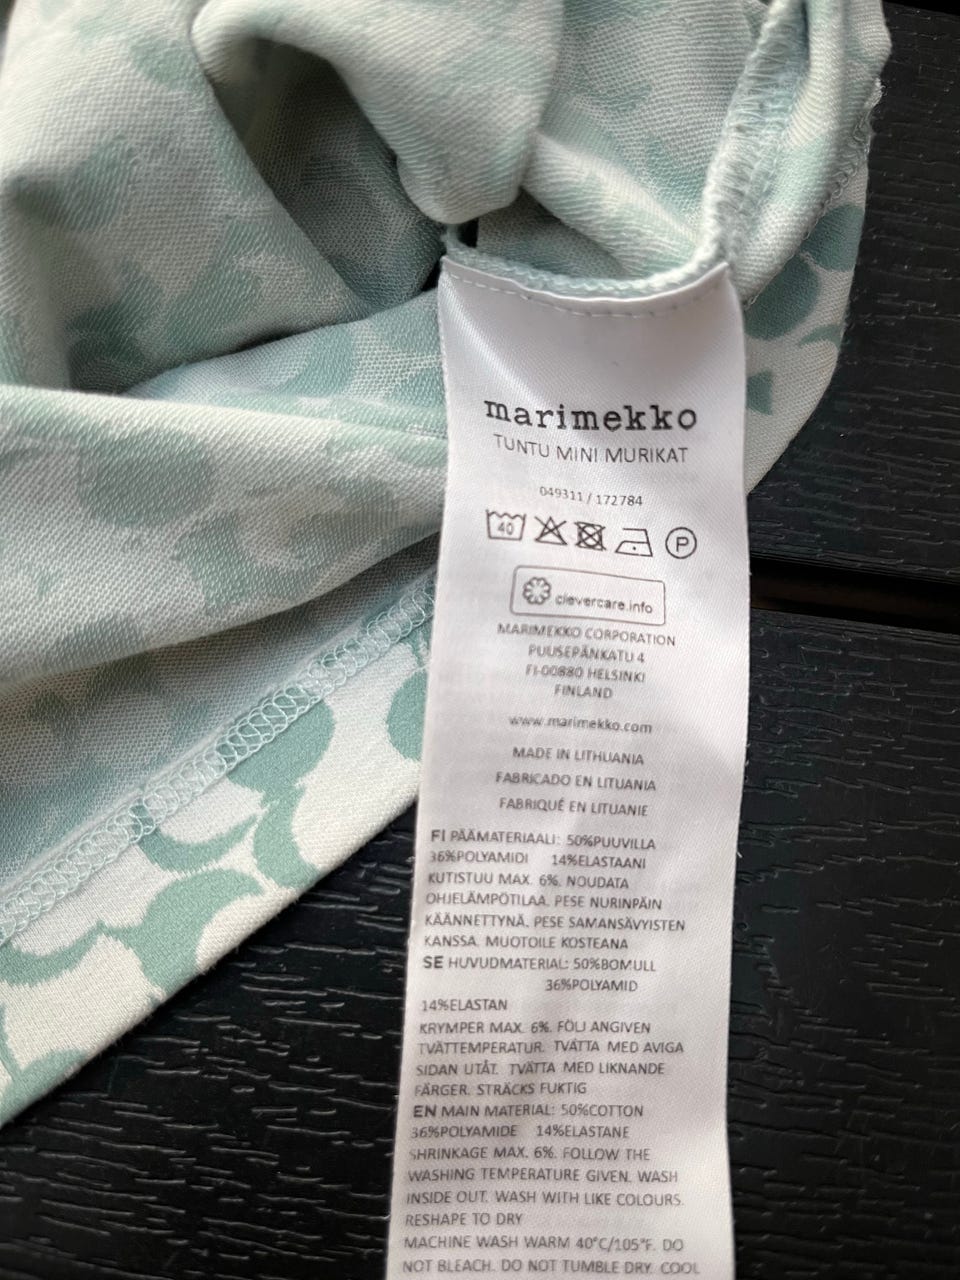 marimekko
TUNTU MINI MURIKAT
049311 / 172784
40 P
clevercare.info
MARIMEKKO CORPORATION
PUUSEPÄNKATU 4
FI-00880 HELSINKI
FINLAND
www.marimekko.com
MADE IN LITHUANIA
FABRICADO EN LITUANIA
FABRIQUÉ EN LITUANIE
FI PÄÄMATERIAALI: 50%PUUVILLA
36%POLYAMIDI 14%ELASTAANI
KUTISTUU MAX. 6%. NOUDATA
OHJELÄMPÖTILAA. PESE NURINPÄIN
KÄÄNNETTYNÄ. PESE SAMANSÄVYISTEN
KANSSA. MUOTOILE KOSTEANA
SE HUVUDMATERIAL: 50%BOMULL
36%POLYAMID
14%ELASTAN
KRYMPER MAX. 6%. FÖLJ ANGIVEN
TVÄTTEMPERATUR. TVÄTTA MED AVIGA
SIDAN UTÅT. TVÄTTA MED LIKNANDE
FÄRGER. STRÄCKS FUKTIG
EN MAIN MATERIAL: 50%COTTON
36%POLYAMIDE 14%ELASTANE
SHRINKAGE MAX. 6%. FOLLOW THE
WASHING TEMPERATURE GIVEN. WASH
INSIDE OUT. WASH WITH LIKE COLOURS.
RESHAPE TO DRY
MACHINE WASH WARM 40°C/105°F. DO
NOT BLEACH. DO NOT TUMBLE DRY. COOL